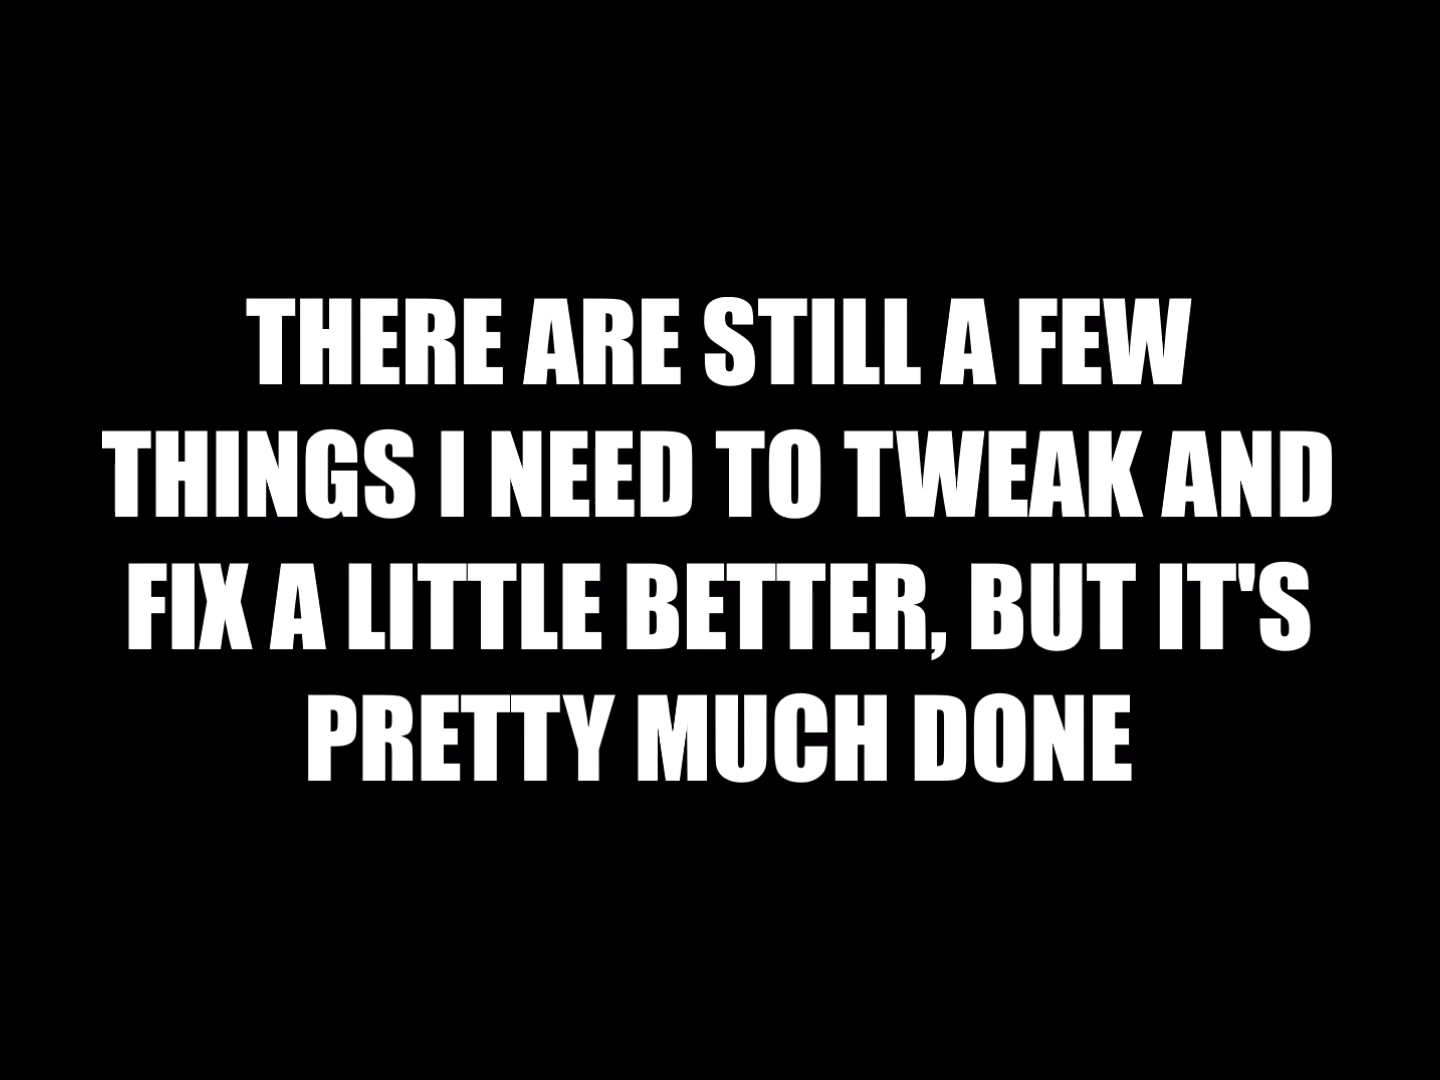 THERE ARE STILL A FEW
THINGS I NEED TO TWEAK AND
FIX A LITTLE BETTER, BUT IT'S
PRETTY MUCH DONE